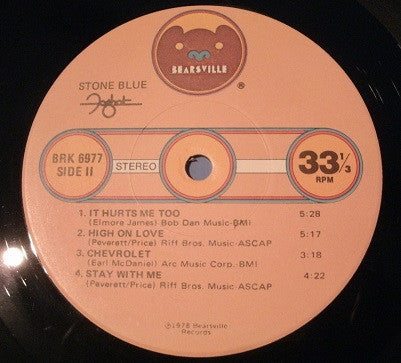 BEARSVILLE
®
STONE BLUE
Foghat
BRK 6977
SIDE II
STEREO
33 1/3
RPM
1. IT HURTS ME TOO 5:28
(Elmore James) Bob Dan Music-BMI
2. HIGH ON LOVE 5:17
(Peverett/Price) Riff Bros. Music-ASCAP
3. CHEVROLET 3:18
(Earl McDaniel) Arc Music Corp.-BMI
4. STAY WITH ME 4:22
(Peverett/Price) Riff Bros. Music-ASCAP
℗1978 Bearsville
Records